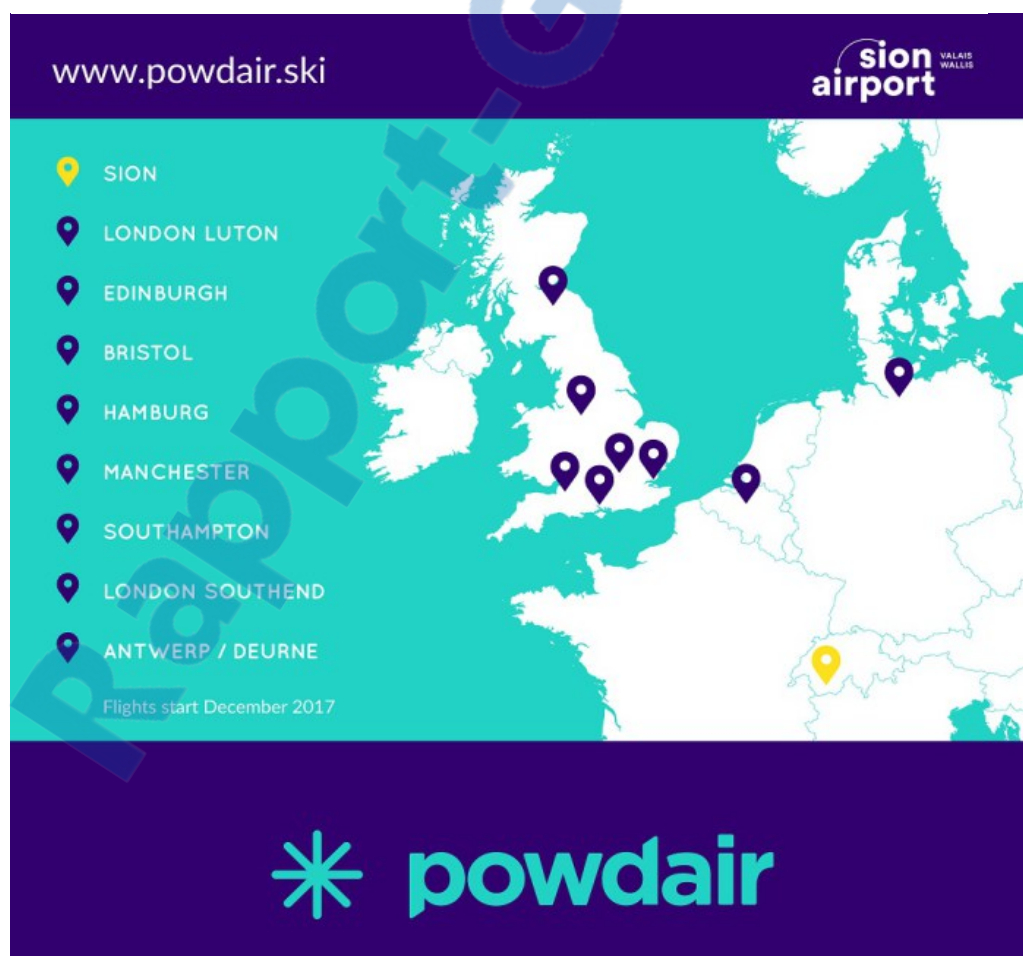 www.powdair.ski
sion VALAIS
airport WALLIS
SION
LONDON LUTON
EDINBURGH
BRISTOL
HAMBURG
MANCHESTER
SOUTHAMPTON
LONDON SOUTHEND
ANTWERP / DEURNE
Flights start December 2017
powdair
Rapport-G